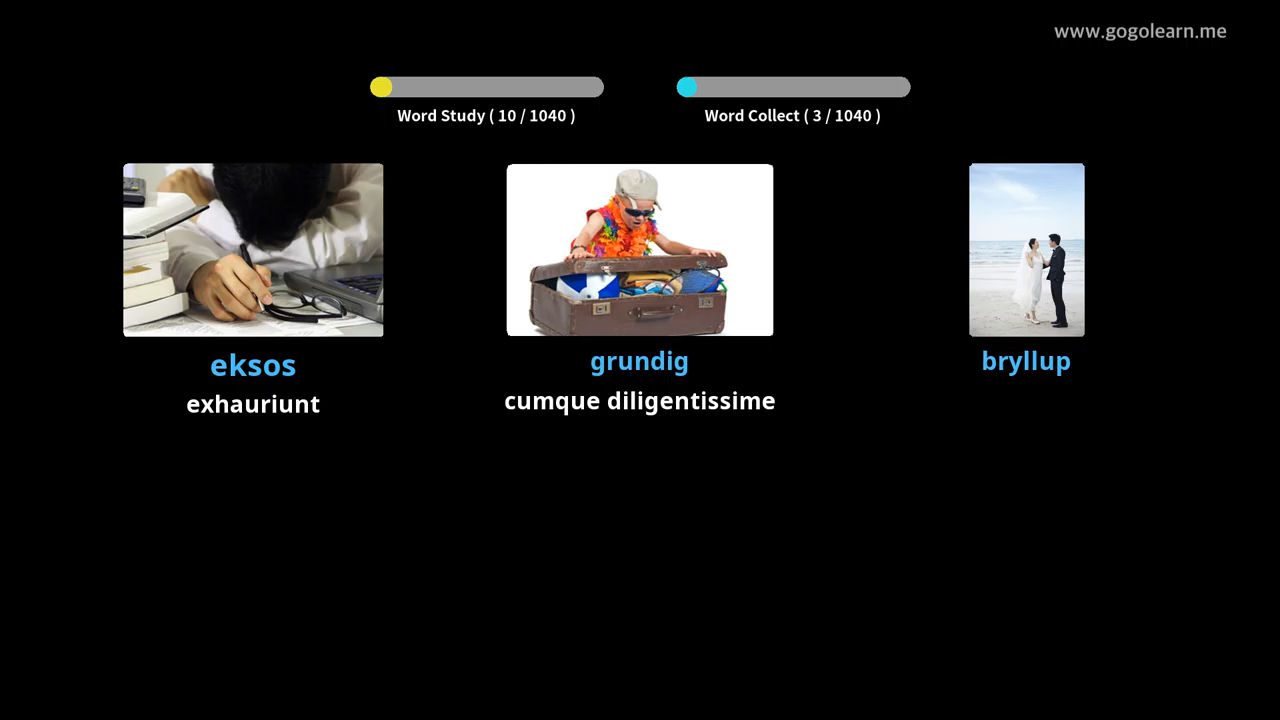 www.gogolearn.me
Word Study ( 10 / 1040 )
Word Collect ( 3 / 1040 )
eksos
exhauriunt
grundig
cumque diligentissime
bryllup